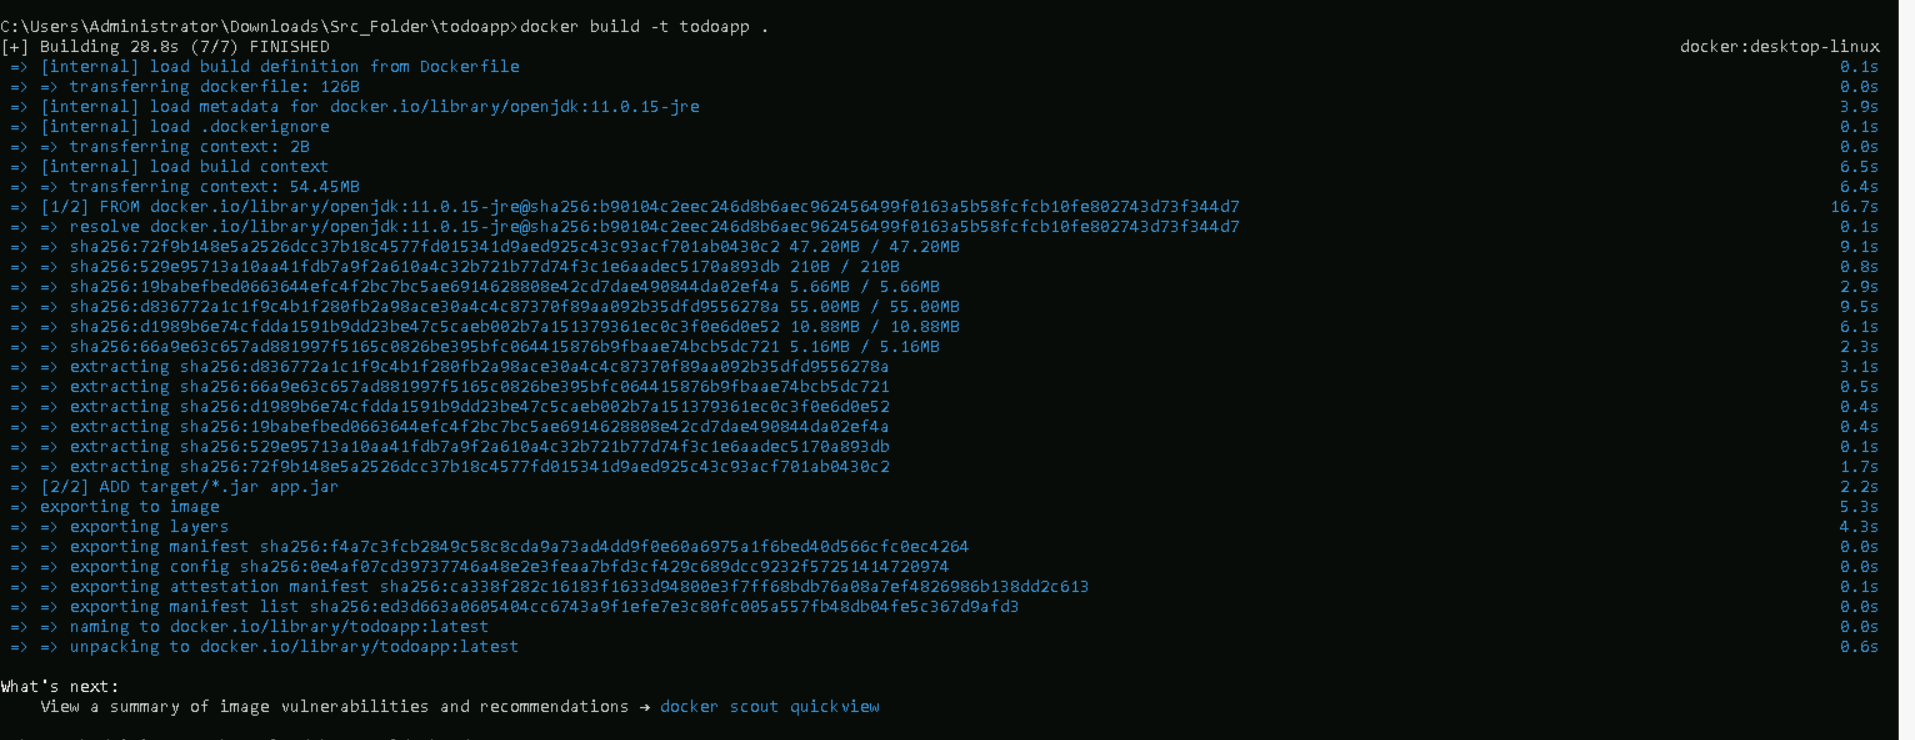 C:\Users\Administrator\Downloads\Src_Folder\todoapp>docker build -t todoapp .
[+] Building 28.8s (7/7) FINISHED docker:desktop-linux
=> [internal] load build definition from Dockerfile 0.1s
=> => transferring dockerfile: 126B 0.0s
=> [internal] load metadata for docker.io/library/openjdk:11.0.15-jre 3.9s
=> [internal] load .dockerignore 0.1s
=> => transferring context: 2B 0.0s
=> [internal] load build context 6.5s
=> => transferring context: 54.45MB 6.4s
=> [1/2] FROM docker.io/library/openjdk:11.0.15-jre@sha256:b90104c2eec246d8b6aec962456499f0163a5b58fcfcb10fe802743d73f344d7 16.7s
=> => resolve docker.io/library/openjdk:11.0.15-jre@sha256:b90104c2eec246d8b6aec962456499f0163a5b58fcfcb10fe802743d73f344d7 0.1s
=> => sha256:72f9b148e5a2526dcc37b18c4577fd015341d9aed925c43c93acf701ab0430c2 47.20MB / 47.20MB 9.1s
=> => sha256:529e95713a10aa41fdb7a9f2a610a4c32b721b77d74f3c1e6aadec5170a893db 210B / 210B 0.8s
=> => sha256:19babefbed0663644efc4f2bc7bc5ae6914628808e42cd7dae490844da02ef4a 5.66MB / 5.66MB 2.9s
=> => sha256:d836772a1c1f9c4b1f280fb2a98ace30a4c4c87370f89aa092b35dfd9556278a 55.00MB / 55.00MB 9.5s
=> => sha256:d1989b6e74cfdda1591b9dd23be47c5caeb002b7a151379361ec0c3f0e6d0e52 10.88MB / 10.88MB 6.1s
=> => sha256:66a9e63c657ad881997f5165c0826be395bfc064415876b9fbaae74bcb5dc721 5.16MB / 5.16MB 2.3s
=> => extracting sha256:d836772a1c1f9c4b1f280fb2a98ace30a4c4c87370f89aa092b35dfd9556278a 3.1s
=> => extracting sha256:66a9e63c657ad881997f5165c0826be395bfc064415876b9fbaae74bcb5dc721 0.5s
=> => extracting sha256:d1989b6e74cfdda1591b9dd23be47c5caeb002b7a151379361ec0c3f0e6d0e52 0.4s
=> => extracting sha256:19babefbed0663644efc4f2bc7bc5ae6914628808e42cd7dae490844da02ef4a 0.4s
=> => extracting sha256:529e95713a10aa41fdb7a9f2a610a4c32b721b77d74f3c1e6aadec5170a893db 0.1s
=> => extracting sha256:72f9b148e5a2526dcc37b18c4577fd015341d9aed925c43c93acf701ab0430c2 1.7s
=> [2/2] ADD target/*.jar app.jar 2.2s
=> exporting to image 5.3s
=> => exporting layers 4.3s
=> => exporting manifest sha256:f4a7c3fcb2849c58c8cda9a73ad4dd9f0e60a6975a1f6bed40d566cfc0ec4264 0.0s
=> => exporting config sha256:0e4af07cd39737746a48e2e3feaa7bfd3cf429c689dcc9232f57251414720974 0.0s
=> => exporting attestation manifest sha256:ca338f282c16183f1633d94800e3f7ff68bdb76a08a7ef4826986b138dd2c613 0.1s
=> => exporting manifest list sha256:ed3d663a0605404cc6743a9f1efe7e3c80fc005a557fb48db04fe5c367d9afd3 0.0s
=> => naming to docker.io/library/todoapp:latest 0.0s
=> => unpacking to docker.io/library/todoapp:latest 0.6s
What's next:
View a summary of image vulnerabilities and recommendations → docker scout quickview